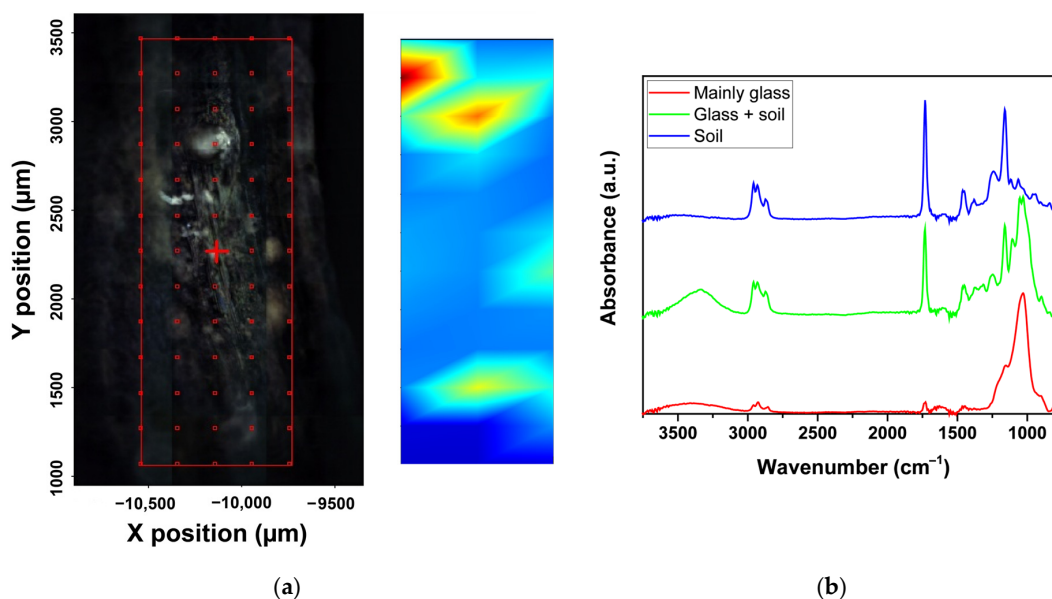 3500
3000
2500
2000
1500
1000
Y position (µm)
−10,500
−10,000
−9500
X position (µm)
(a)
Mainly glass
Glass + soil
Soil
Absorbance (a.u.)
3500
3000
2500
2000
1500
1000
Wavenumber (cm⁻¹)
(b)